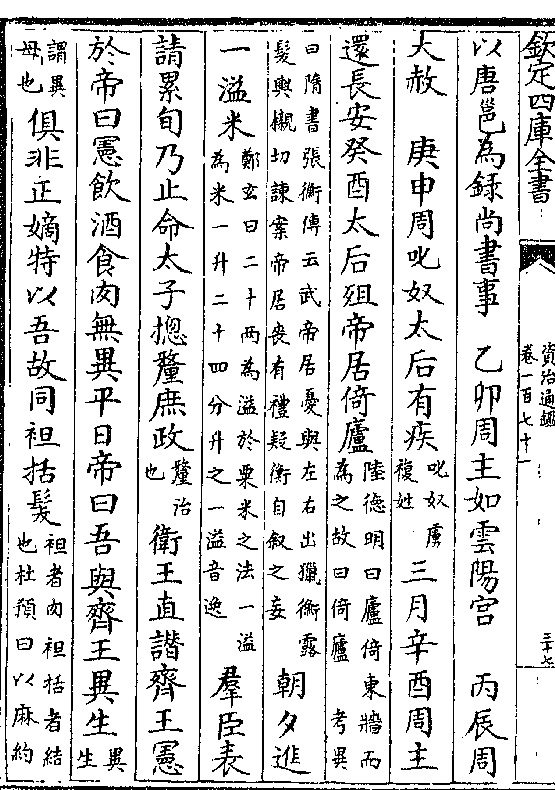 欽定四庫全書
資治通鑑
卷一百七十一
三十七
以唐邕為録尚書事　乙卯周主如雲陽宫　丙辰周
大赦　庚申周叱奴太后有疾叱奴虜複姓　三月辛酉周主
還長安癸酉太后殂帝居倚廬陸德明曰廬倚東牆而為之故曰倚廬　考異
曰隋書張衡傳云武帝居憂與左右出獵衡露髮輿櫬切諫案帝居喪有禮疑衡自叙之妄　朝夕進
一溢米鄭玄曰二十兩為溢於粟米之法一溢為米一升二十四分升之一溢音逸　羣臣表
請累旬乃止命太子揔釐庶政釐治也　衛王直譖齊王憲
於帝曰憲飲酒食肉無異平日帝曰吾與齊王異生異生
謂異母也俱非正嫡特以吾故同袒括髮袒者肉袒括者結也杜預曰以麻約